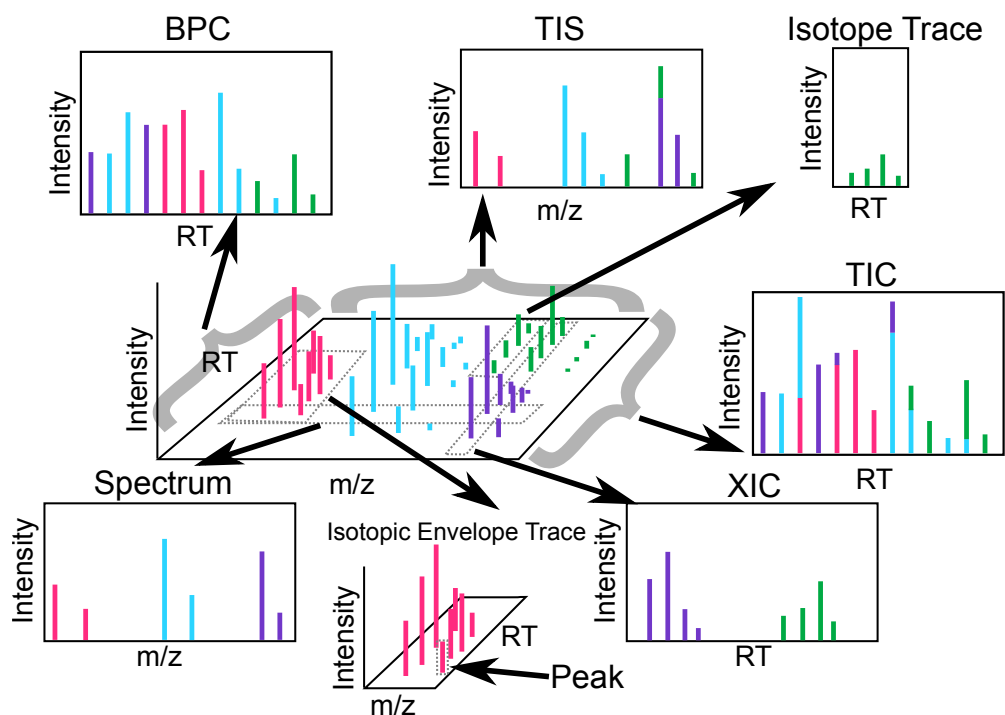 BPC
Intensity
RT
TIS
Intensity
m/z
Isotope Trace
Intensity
RT
TIC
Intensity
RT
Intensity
RT
m/z
Spectrum
Intensity
m/z
Isotopic Envelope Trace
Intensity
RT
m/z
Peak
XIC
Intensity
RT